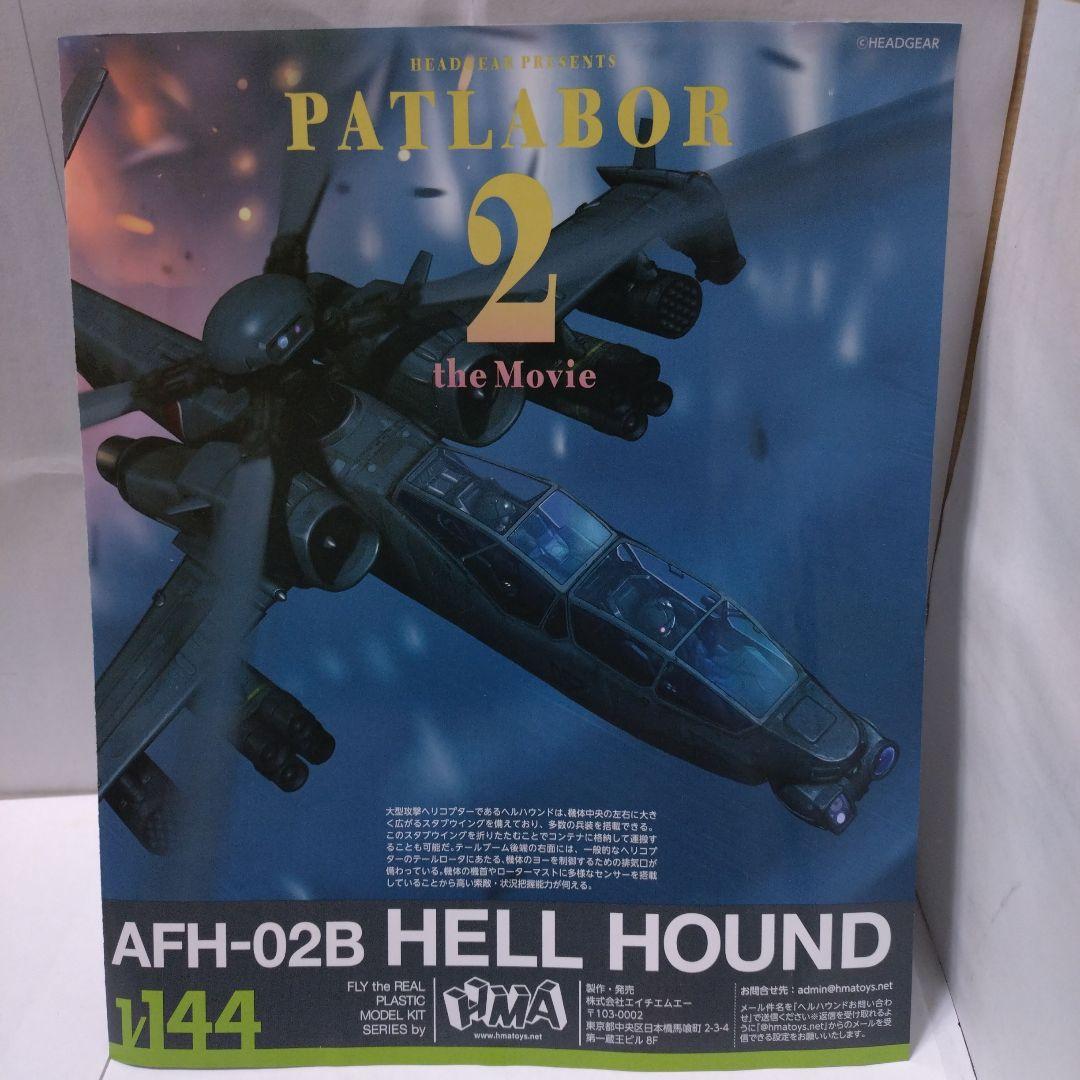 ©HEADGEAR
HEADGEAR PRESENTS
PATLABOR
2
the Movie
大型攻撃ヘリコプターであるヘルハウンドは、機体中央の左右に大き
く広がるスタブウイングを備えており、多数の兵装を搭載できる。
このスタブウイングを折りたたむことでコンテナに格納して運搬す
ることも可能だ。テールブーム後端の右面には、一般的なヘリコプ
ターのテールロータにあたる、機体のヨーを制御するための排気口が
備わっている。機体の機首やローターマストに多様なセンサーを搭載
していることから高い索敵・状況把握能力が伺える。
AFH-02B HELL HOUND
1/144
FLY the REAL
PLASTIC
MODEL KIT
SERIES by
HMA
www.hmatoys.net
製作・発売
株式会社エイチエムエー
〒103-0002
東京都中央区日本橋馬喰町 2-3-4
第一蔵王ビル 8F
お問合せ先：admin@hmatoys.net
メール件名を「ヘルハウンドお問い合わ
せ」で送信ください※返信を受け取れるよ
うに「@hmatoys.net」からのメールを受
信できる設定をお願いいたします。